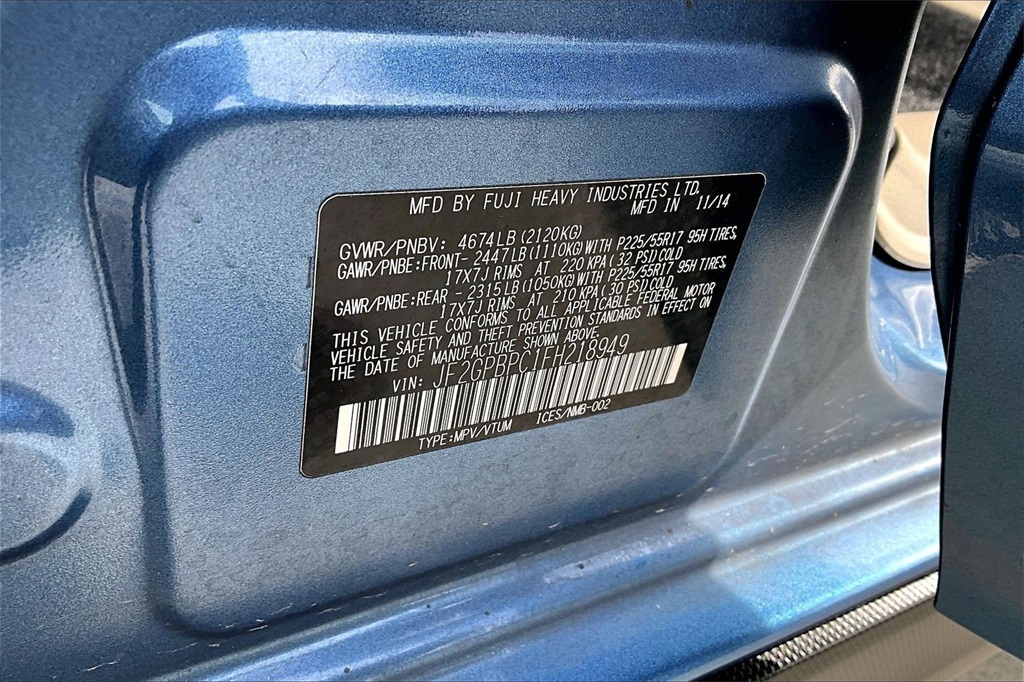 MFD BY FUJI HEAVY INDUSTRIES LTD.
MFD IN 11/14
GVWR/PNBV: 4674LB(2120KG)
GAWR/PNBE:FRONT- 2447LB(1110KG)WITH P225/55R17 95H TIRES,
17X7J RIMS AT 220 KPA(32 PSI)COLD
GAWR/PNBE:REAR - 2315LB(1050KG)WITH P225/55R17 95H TIRES,
17X7J RIMS AT 210 KPA(30 PSI)COLD
THIS VEHICLE CONFORMS TO ALL APPLICABLE FEDERAL MOTOR
VEHICLE SAFETY AND THEFT PREVENTION STANDARDS IN EFFECT ON
THE DATE OF MANUFACTURE SHOWN ABOVE.
VIN: JF2GPBPC1FH218949
TYPE:MPV/VTUM ICES/NMB-002